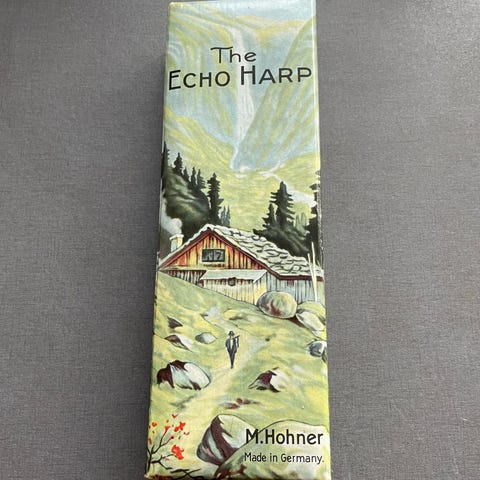 The
ECHO HARP
M.Hohner
Made in Germany.